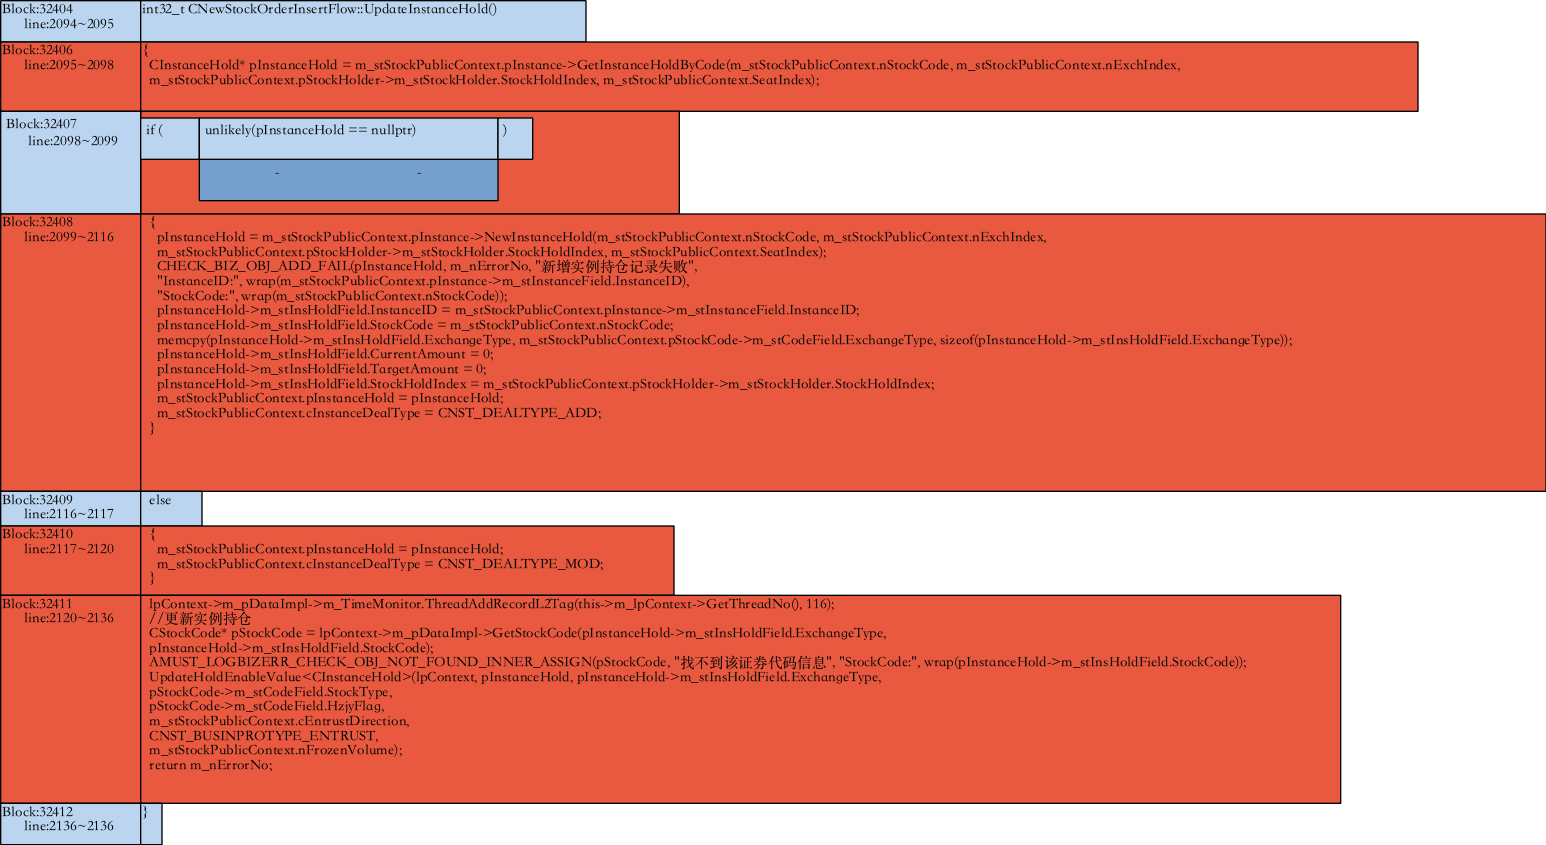 Block:32404
line:2094~2095
int32_t CNewStockOrderInsertFlow::UpdateInstanceHold()
Block:32406
line:2095~2098
{
CInstanceHold* pInstanceHold = m_stStockPublicContext.pInstance->GetInstanceHoldByCode(m_stStockPublicContext.nStockCode, m_stStockPublicContext.nExchIndex,
m_stStockPublicContext.pStockHolder->m_stStockHolder.StockHoldIndex, m_stStockPublicContext.SeatIndex);
Block:32407
line:2098~2099
if ( unlikely(pInstanceHold == nullptr) )
- -
Block:32408
line:2099~2116
{
pInstanceHold = m_stStockPublicContext.pInstance->NewInstanceHold(m_stStockPublicContext.nStockCode, m_stStockPublicContext.nExchIndex,
m_stStockPublicContext.pStockHolder->m_stStockHolder.StockHoldIndex, m_stStockPublicContext.SeatIndex);
CHECK_BIZ_OBJ_ADD_FAIL(pInstanceHold, m_nErrorNo, "新增实例持仓记录失败",
"InstanceID:", wrap(m_stStockPublicContext.pInstance->m_stInstanceField.InstanceID),
"StockCode:", wrap(m_stStockPublicContext.nStockCode));
pInstanceHold->m_stInsHoldField.InstanceID = m_stStockPublicContext.pInstance->m_stInstanceField.InstanceID;
pInstanceHold->m_stInsHoldField.StockCode = m_stStockPublicContext.nStockCode;
memcpy(pInstanceHold->m_stInsHoldField.ExchangeType, m_stStockPublicContext.pStockCode->m_stCodeField.ExchangeType, sizeof(pInstanceHold->m_stInsHoldField.ExchangeType));
pInstanceHold->m_stInsHoldField.CurrentAmount = 0;
pInstanceHold->m_stInsHoldField.TargetAmount = 0;
pInstanceHold->m_stInsHoldField.StockHoldIndex = m_stStockPublicContext.pStockHolder->m_stStockHolder.StockHoldIndex;
m_stStockPublicContext.pInstanceHold = pInstanceHold;
m_stStockPublicContext.cInstanceDealType = CNST_DEALTYPE_ADD;
}
Block:32409
line:2116~2117
else
Block:32410
line:2117~2120
{
m_stStockPublicContext.pInstanceHold = pInstanceHold;
m_stStockPublicContext.cInstanceDealType = CNST_DEALTYPE_MOD;
}
Block:32411
line:2120~2136
lpContext->m_pDataImpl->m_TimeMonitor.ThreadAddRecordL2Tag(this->m_lpContext->GetThreadNo(), 116);
//更新实例持仓
CStockCode* pStockCode = lpContext->m_pDataImpl->GetStockCode(pInstanceHold->m_stInsHoldField.ExchangeType,
pInstanceHold->m_stInsHoldField.StockCode);
AMUST_LOGBIZERR_CHECK_OBJ_NOT_FOUND_INNER_ASSIGN(pStockCode, "找不到该证券代码信息", "StockCode:", wrap(pInstanceHold->m_stInsHoldField.StockCode));
UpdateHoldEnableValue<CInstanceHold>(lpContext, pInstanceHold, pInstanceHold->m_stInsHoldField.ExchangeType,
pStockCode->m_stCodeField.StockType,
pStockCode->m_stCodeField.HzjyFlag,
m_stStockPublicContext.cEntrustDirection,
CNST_BUSINPROTYPE_ENTRUST,
m_stStockPublicContext.nFrozenVolume);
return m_nErrorNo;
Block:32412
line:2136~2136
}